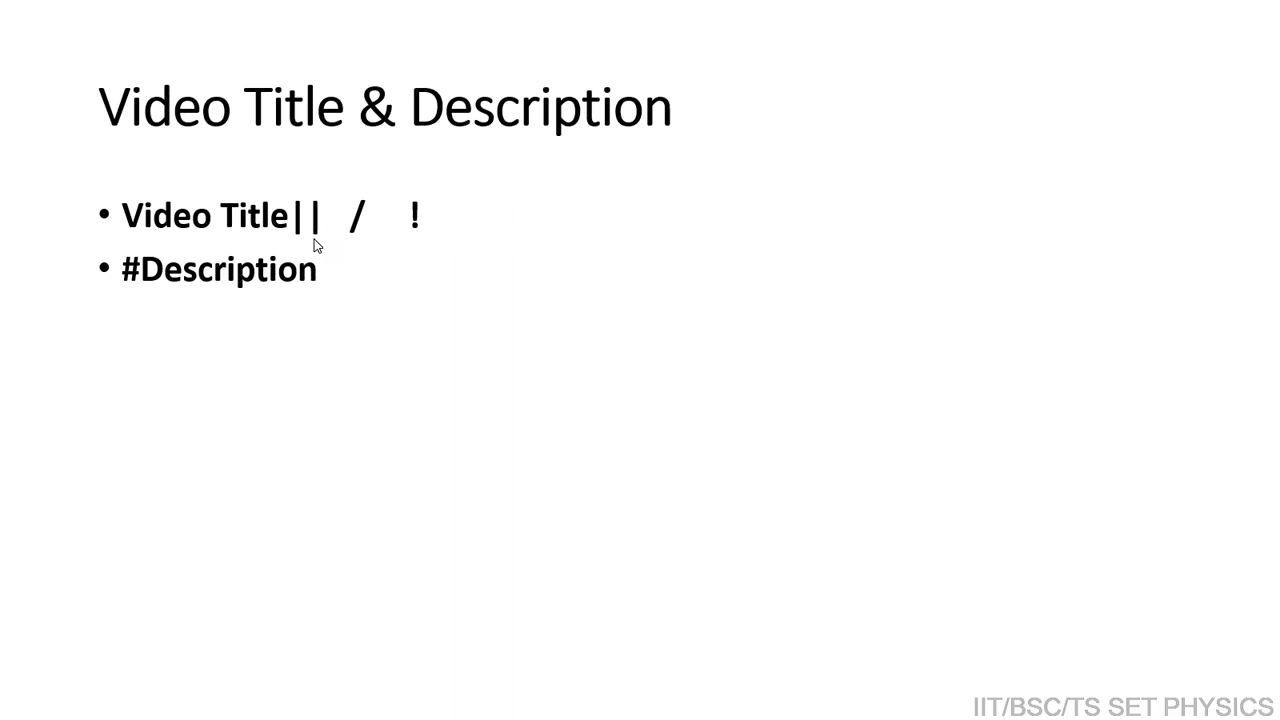 Video Title & Description
• Video Title|| / !
• #Description
IIT/BSC/TS SET PHYSICS